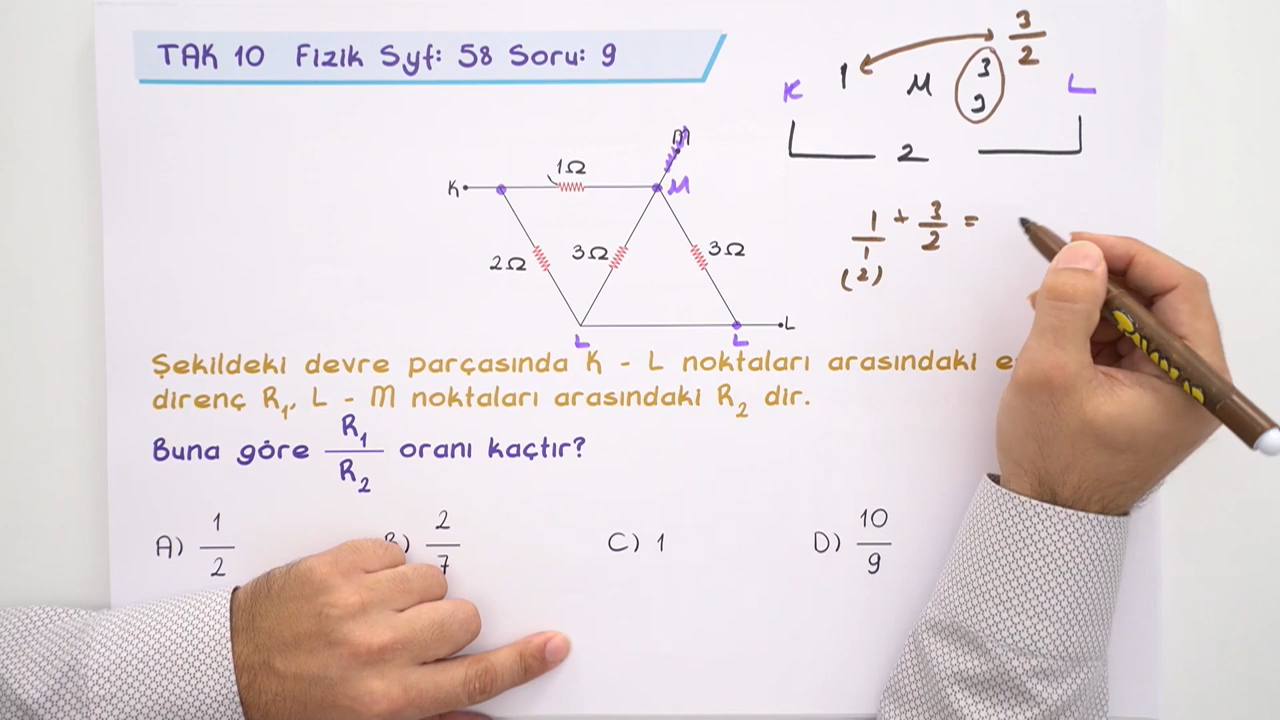 TAK 10 Fizik Syf: 58 Soru: 9
3
2
K 1 M 3 L
3
2
1 + 3 =
1 2
(2)
K 1Ω M
2Ω 3Ω 3Ω
L L L
Şekildeki devre parçasında K - L noktaları arasındaki
direnç R1, L - M noktaları arasındaki R2 dir.
Buna göre R1 oranı kaçtır?
R2
A) 1/2 B) 2/7 C) 1 D) 10/9